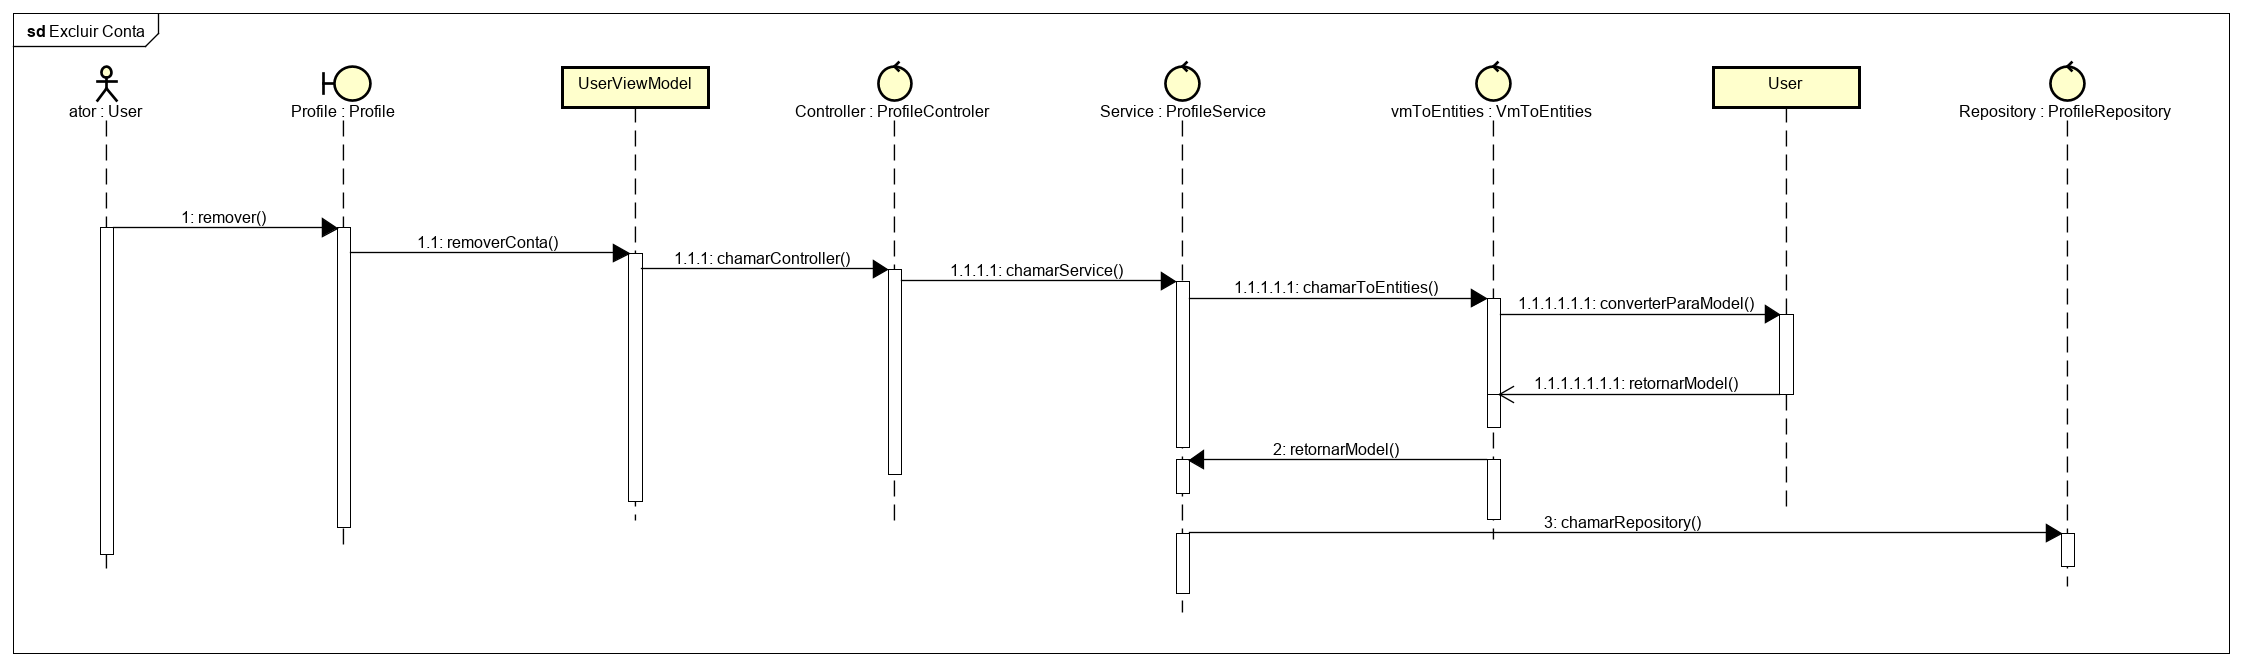 sd Excluir Conta
ator : User
Profile : Profile
UserViewModel
Controller : ProfileControler
Service : ProfileService
vmToEntities : VmToEntities
User
Repository : ProfileRepository
1: remover()
1.1: removerConta()
1.1.1: chamarController()
1.1.1.1: chamarService()
1.1.1.1.1: chamarToEntities()
1.1.1.1.1.1: converterParaModel()
1.1.1.1.1.1.1: retornarModel()
2: retornarModel()
3: chamarRepository()